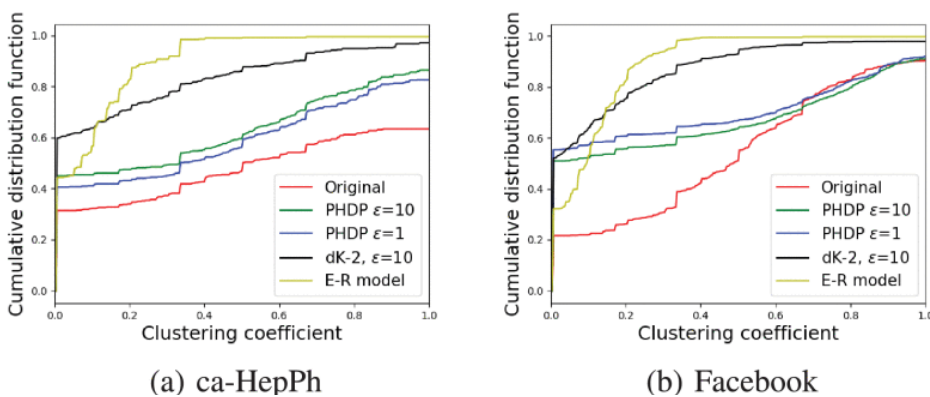 Cumulative distribution function
1.0
0.8
0.6
0.4
0.2
0.0
Original
PHDP ε=10
PHDP ε=1
dK-2, ε=10
E-R model
0.0 0.2 0.4 0.6 0.8 1.0
Clustering coefficient
(a) ca-HepPh
Cumulative distribution function
1.0
0.8
0.6
0.4
0.2
0.0
Original
PHDP ε=10
PHDP ε=1
dK-2, ε=10
E-R model
0.0 0.2 0.4 0.6 0.8 1.0
Clustering coefficient
(b) Facebook